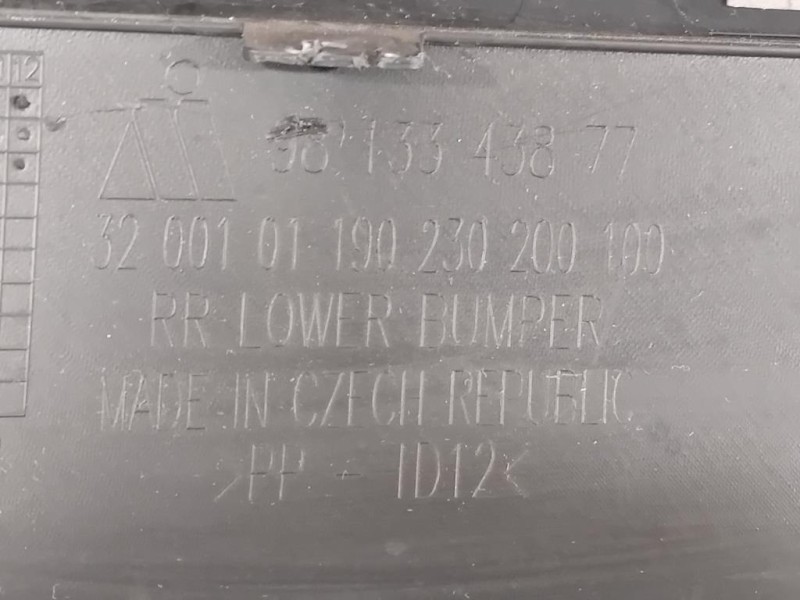 12
C
98 133 438 77
32 001 01 190 230 200 100
RR LOWER BUMPER
MADE IN CZECH REPUBLIC
>PP - TD12<